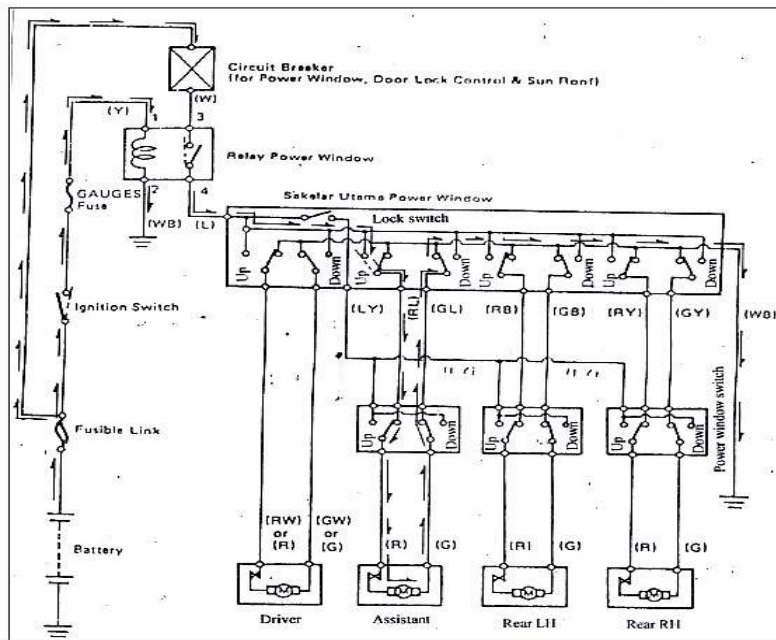 Circuit Breaker
(for Power Window, Door Lock Control & Sun Roof)
(W)
(Y)
1
3
Relay Power Window
GAUGES
Fuse
2
4
(WB)
(L)
Sakelar Utama Power Window
Lock switch
Up
Down
Up
Down
Up
Down
Up
Down
Ignition Switch
(LY)
(RL)
(GL)
(RB)
(GB)
(RY)
(GY)
(WB)
Power window switch
Fusible Link
Up
Down
Up
Down
Up
Down
Battery
(RW)
or
(R)
(GW)
or
(G)
(R)
(G)
(R)
(G)
(R)
(G)
M
M
M
M
Driver
Assistant
Rear LH
Rear RH